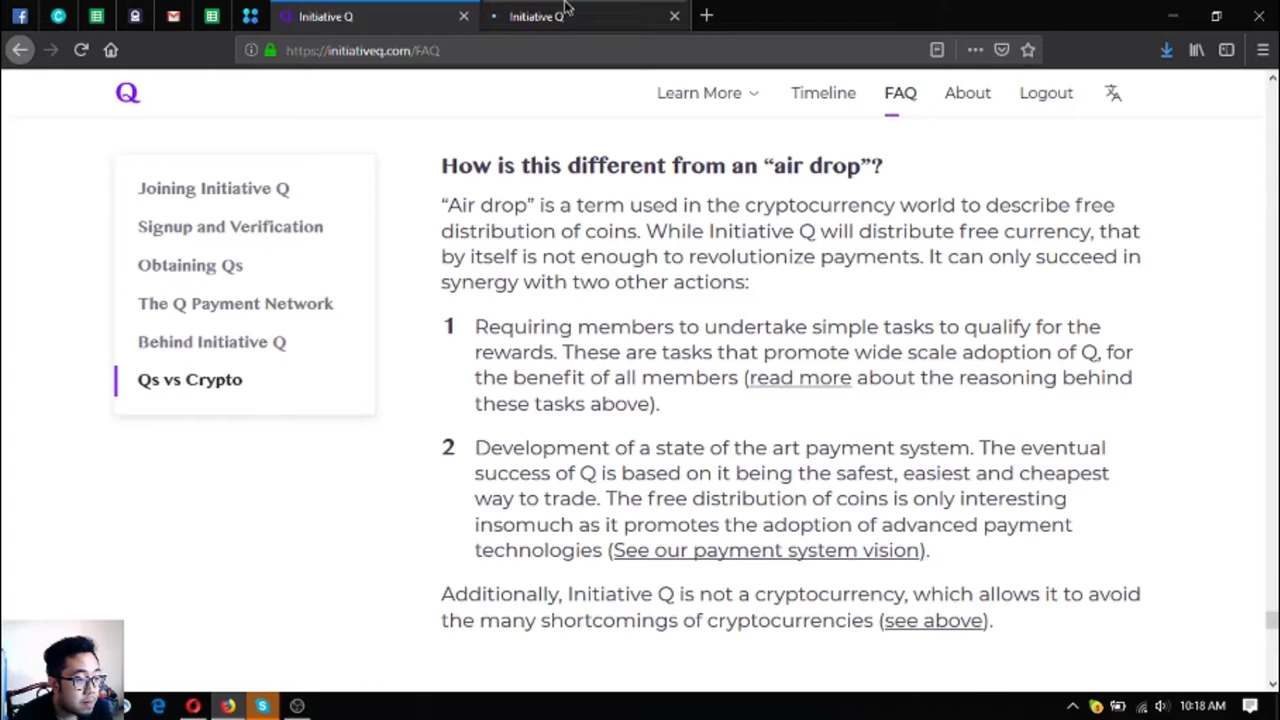 Initiative Q
Initiative Q
https://initiativeq.com/FAQ
Q
Learn More
Timeline
FAQ
About
Logout
Joining Initiative Q
Signup and Verification
Obtaining Qs
The Q Payment Network
Behind Initiative Q
Qs vs Crypto
How is this different from an “air drop”?
“Air drop” is a term used in the cryptocurrency world to describe free
distribution of coins. While Initiative Q will distribute free currency, that
by itself is not enough to revolutionize payments. It can only succeed in
synergy with two other actions:
1 Requiring members to undertake simple tasks to qualify for the
rewards. These are tasks that promote wide scale adoption of Q, for
the benefit of all members (read more about the reasoning behind
these tasks above).
2 Development of a state of the art payment system. The eventual
success of Q is based on it being the safest, easiest and cheapest
way to trade. The free distribution of coins is only interesting
insomuch as it promotes the adoption of advanced payment
technologies (See our payment system vision).
Additionally, Initiative Q is not a cryptocurrency, which allows it to avoid
the many shortcomings of cryptocurrencies (see above).
10:18 AM